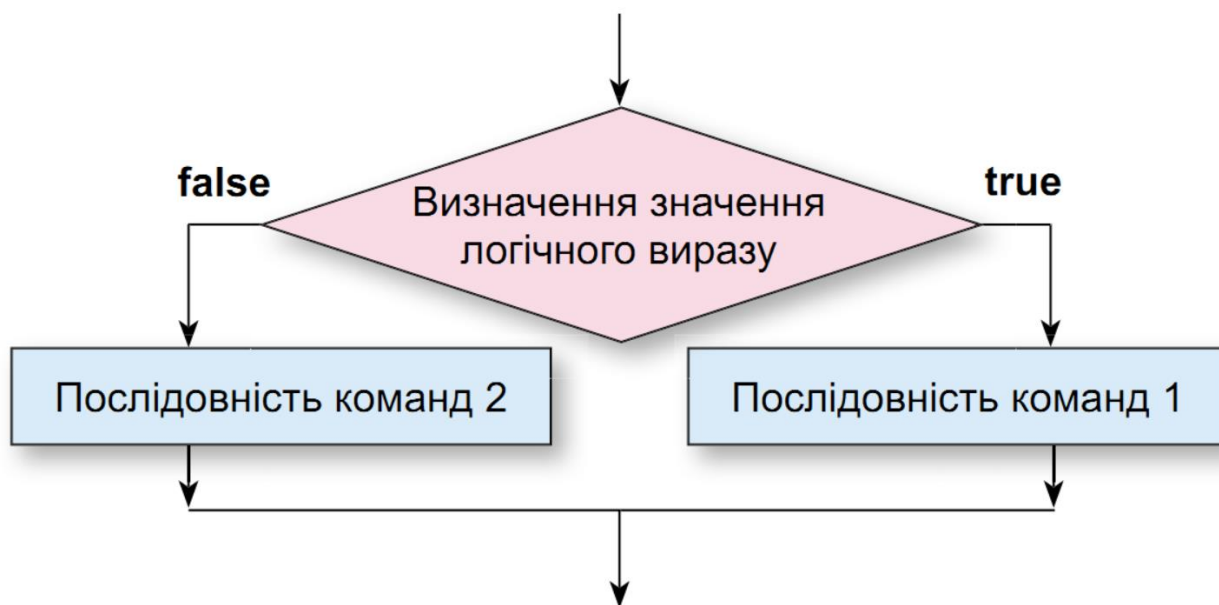 false
true
Визначення значення
логічного виразу
Послідовність команд 2
Послідовність команд 1